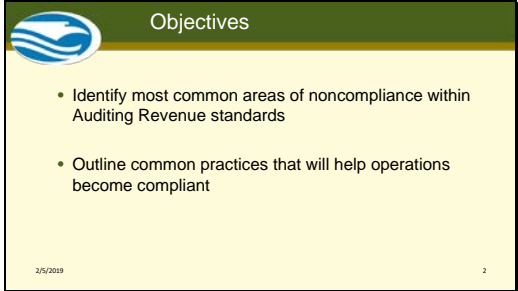 Objectives
• Identify most common areas of noncompliance within
Auditing Revenue standards
• Outline common practices that will help operations
become compliant
2/5/2019
2